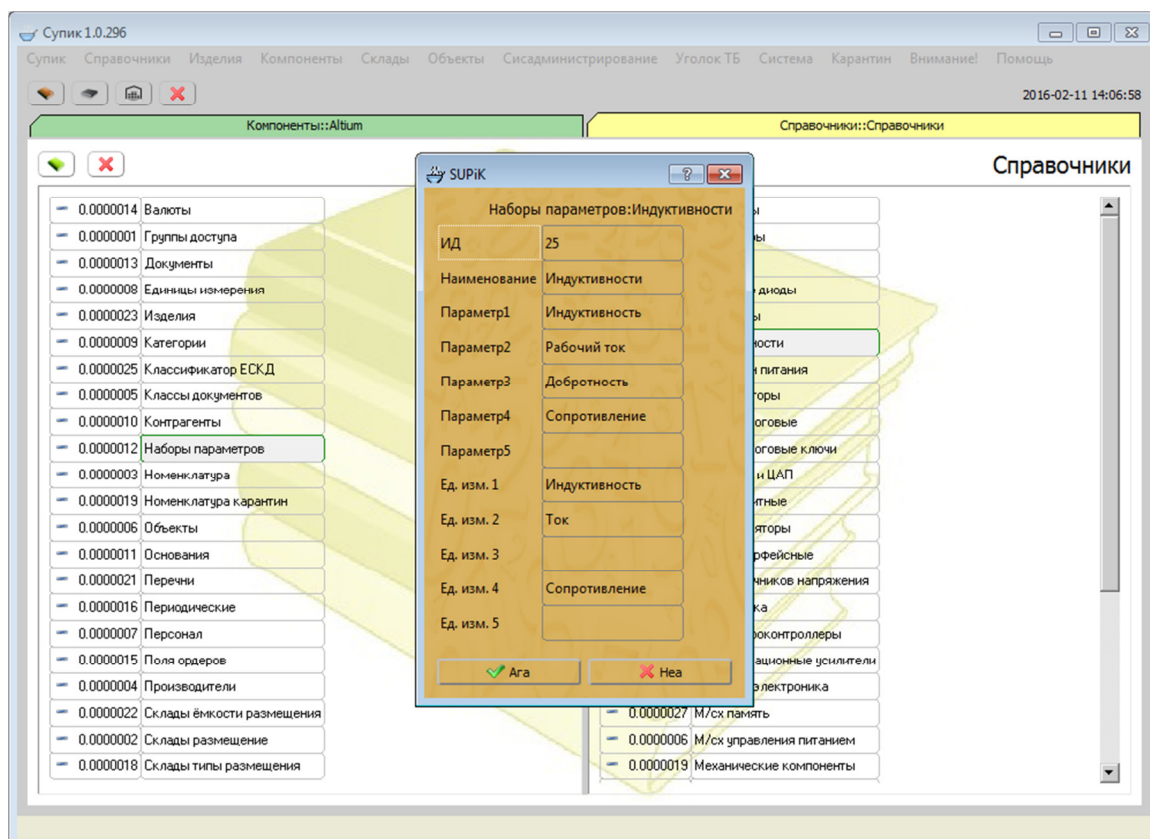 Супик 1.0.296
Супик Справочники Изделия Компоненты Склады Объекты Сисадминистрирование Уголок ТБ Система Карантин Внимание! Помощь
2016-02-11 14:06:58
Компоненты::Altium
Справочники::Справочники
Справочники
0.0000014 Валюты
0.0000001 Группы доступа
0.0000013 Документы
0.0000008 Единицы измерения
0.0000023 Изделия
0.0000009 Категории
0.0000025 Классификатор ЕСКД
0.0000005 Классы документов
0.0000010 Контрагенты
0.0000012 Наборы параметров
0.0000003 Номенклатура
0.0000019 Номенклатура карантин
0.0000006 Объекты
0.0000011 Основания
0.0000021 Перечни
0.0000016 Периодические
0.0000007 Персонал
0.0000015 Поля ордеров
0.0000004 Производители
0.0000022 Склады ёмкости размещения
0.0000002 Склады размещение
0.0000018 Склады типы размещения
SUPiK
Наборы параметров:Индуктивности
ИД 25
Наименование Индуктивности
Параметр1 Индуктивность
Параметр2 Рабочий ток
Параметр3 Добротность
Параметр4 Сопротивление
Параметр5
Ед. изм. 1 Индуктивность
Ед. изм. 2 Ток
Ед. изм. 3
Ед. изм. 4 Сопротивление
Ед. изм. 5
Ага
Неа
диоды
ности
питания
оры
оговые
оговые ключи
и ЦАП
итные
яторы
рфейсные
чников напряжения
ка
оконтроллеры
ационные усилители
электроника
0.0000027 М/сх память
0.0000006 М/сх управления питанием
0.0000019 Механические компоненты